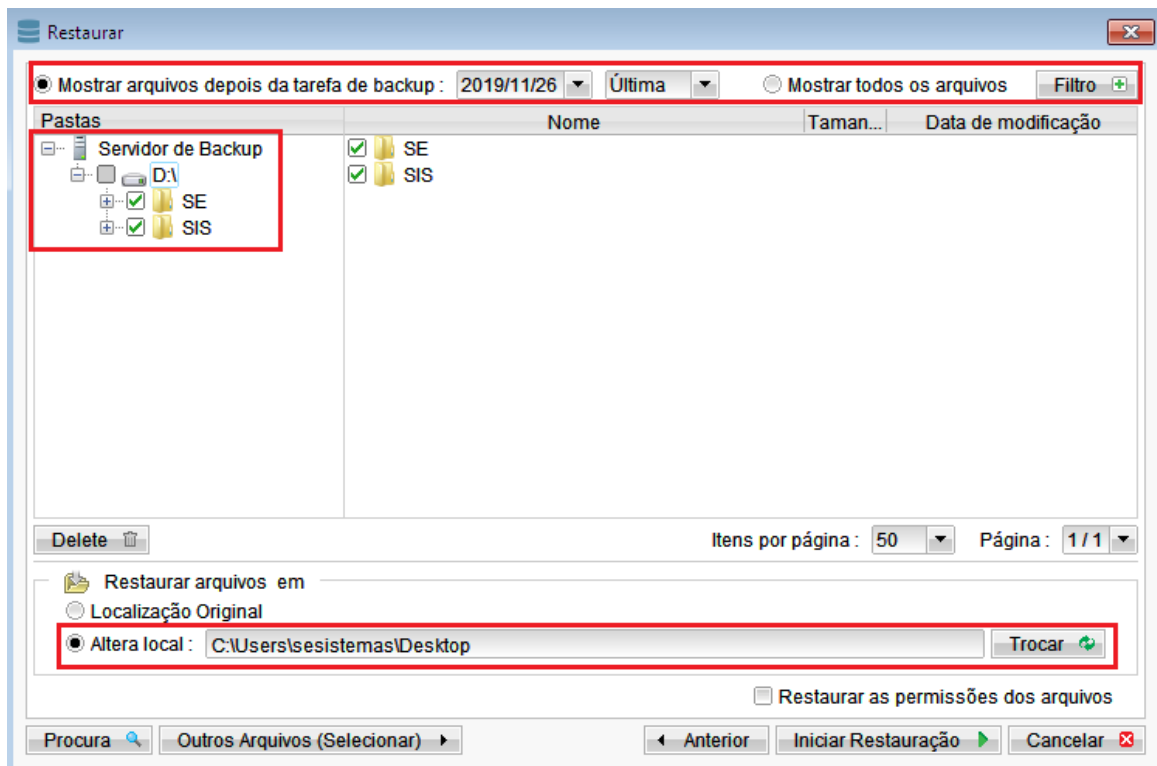 Restaurar
Mostrar arquivos depois da tarefa de backup : 2019/11/26 Última Mostrar todos os arquivos Filtro
Pastas Nome Taman... Data de modificação
Servidor de Backup SE
D:\ SIS
SE
SIS
Delete Itens por página : 50 Página : 1 / 1
Restaurar arquivos em
Localização Original
Altera local : C:\Users\sesistemas\Desktop Trocar
Restaurar as permissões dos arquivos
Procura Outros Arquivos (Selecionar) Anterior Iniciar Restauração Cancelar